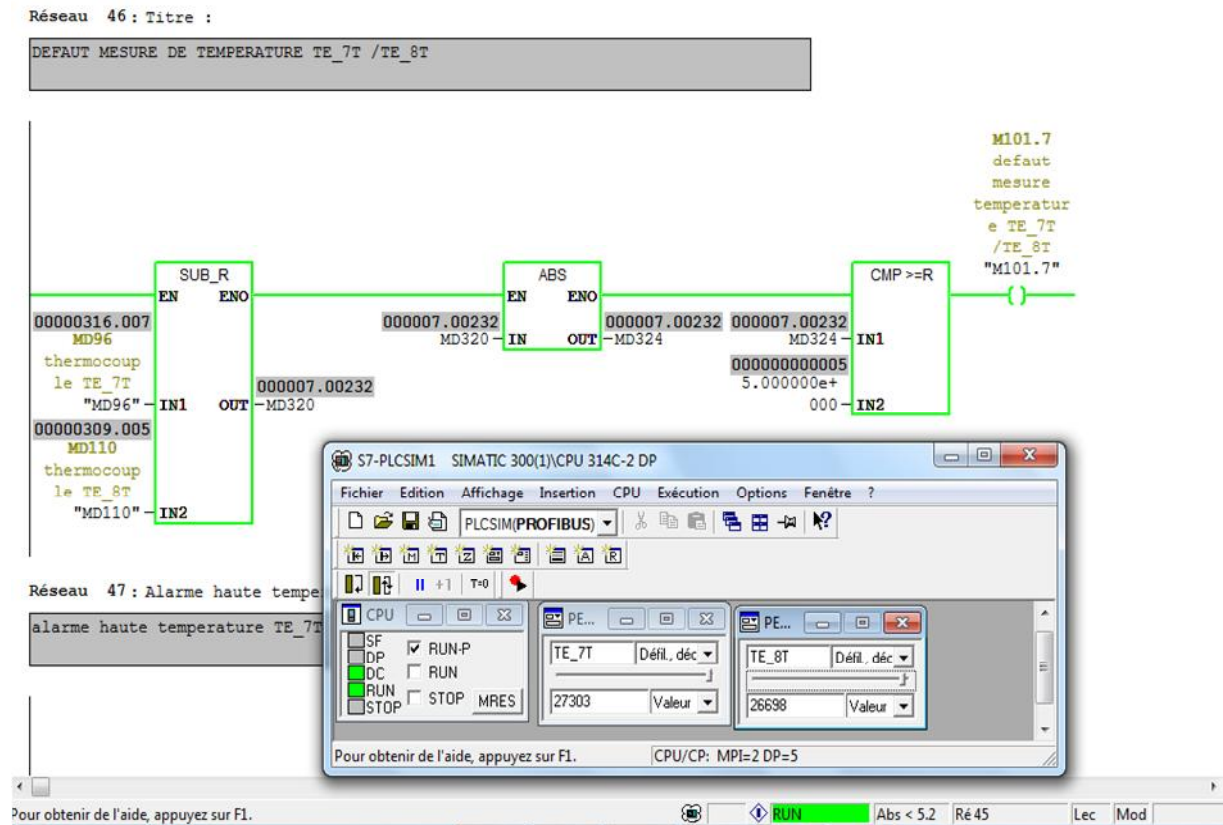 Réseau 46 : Titre :
DEFAUT MESURE DE TEMPERATURE TE_7T /TE_8T
M101.7
defaut
mesure
temperatur
e TE_7T
/TE_8T
"M101.7"
SUB_R
EN ENO
ABS
EN ENO
CMP >=R
00000316.007
MD96
thermocoup
le TE_7T
"MD96"
IN1
OUT
000007.00232
MD320
00000309.005
MD110
thermocoup
le TE_8T
"MD110"
IN2
000007.00232
MD320
IN
OUT
000007.00232
MD324
000007.00232
MD324
IN1
000000000005
5.000000e+
000
IN2
S7-PLCSIM1 SIMATIC 300(1)\CPU 314C-2 DP
Fichier Edition Affichage Insertion CPU Exécution Options Fenêtre ?
PLCSIM(PROFIBUS)
+1 T=0
CPU
SF
DP
DC
RUN
STOP
RUN-P
RUN
STOP
MRES
PE...
TE_7T
Défil., déc
27303
Valeur
PE...
TE_8T
Défil., déc
26698
Valeur
Pour obtenir de l'aide, appuyez sur F1.
CPU/CP: MPI=2 DP=5
Réseau 47 : Alarme haute tempe
alarme haute temperature TE_7T
Pour obtenir de l'aide, appuyez sur F1.
RUN
Abs < 5.2
Ré 45
Lec
Mod